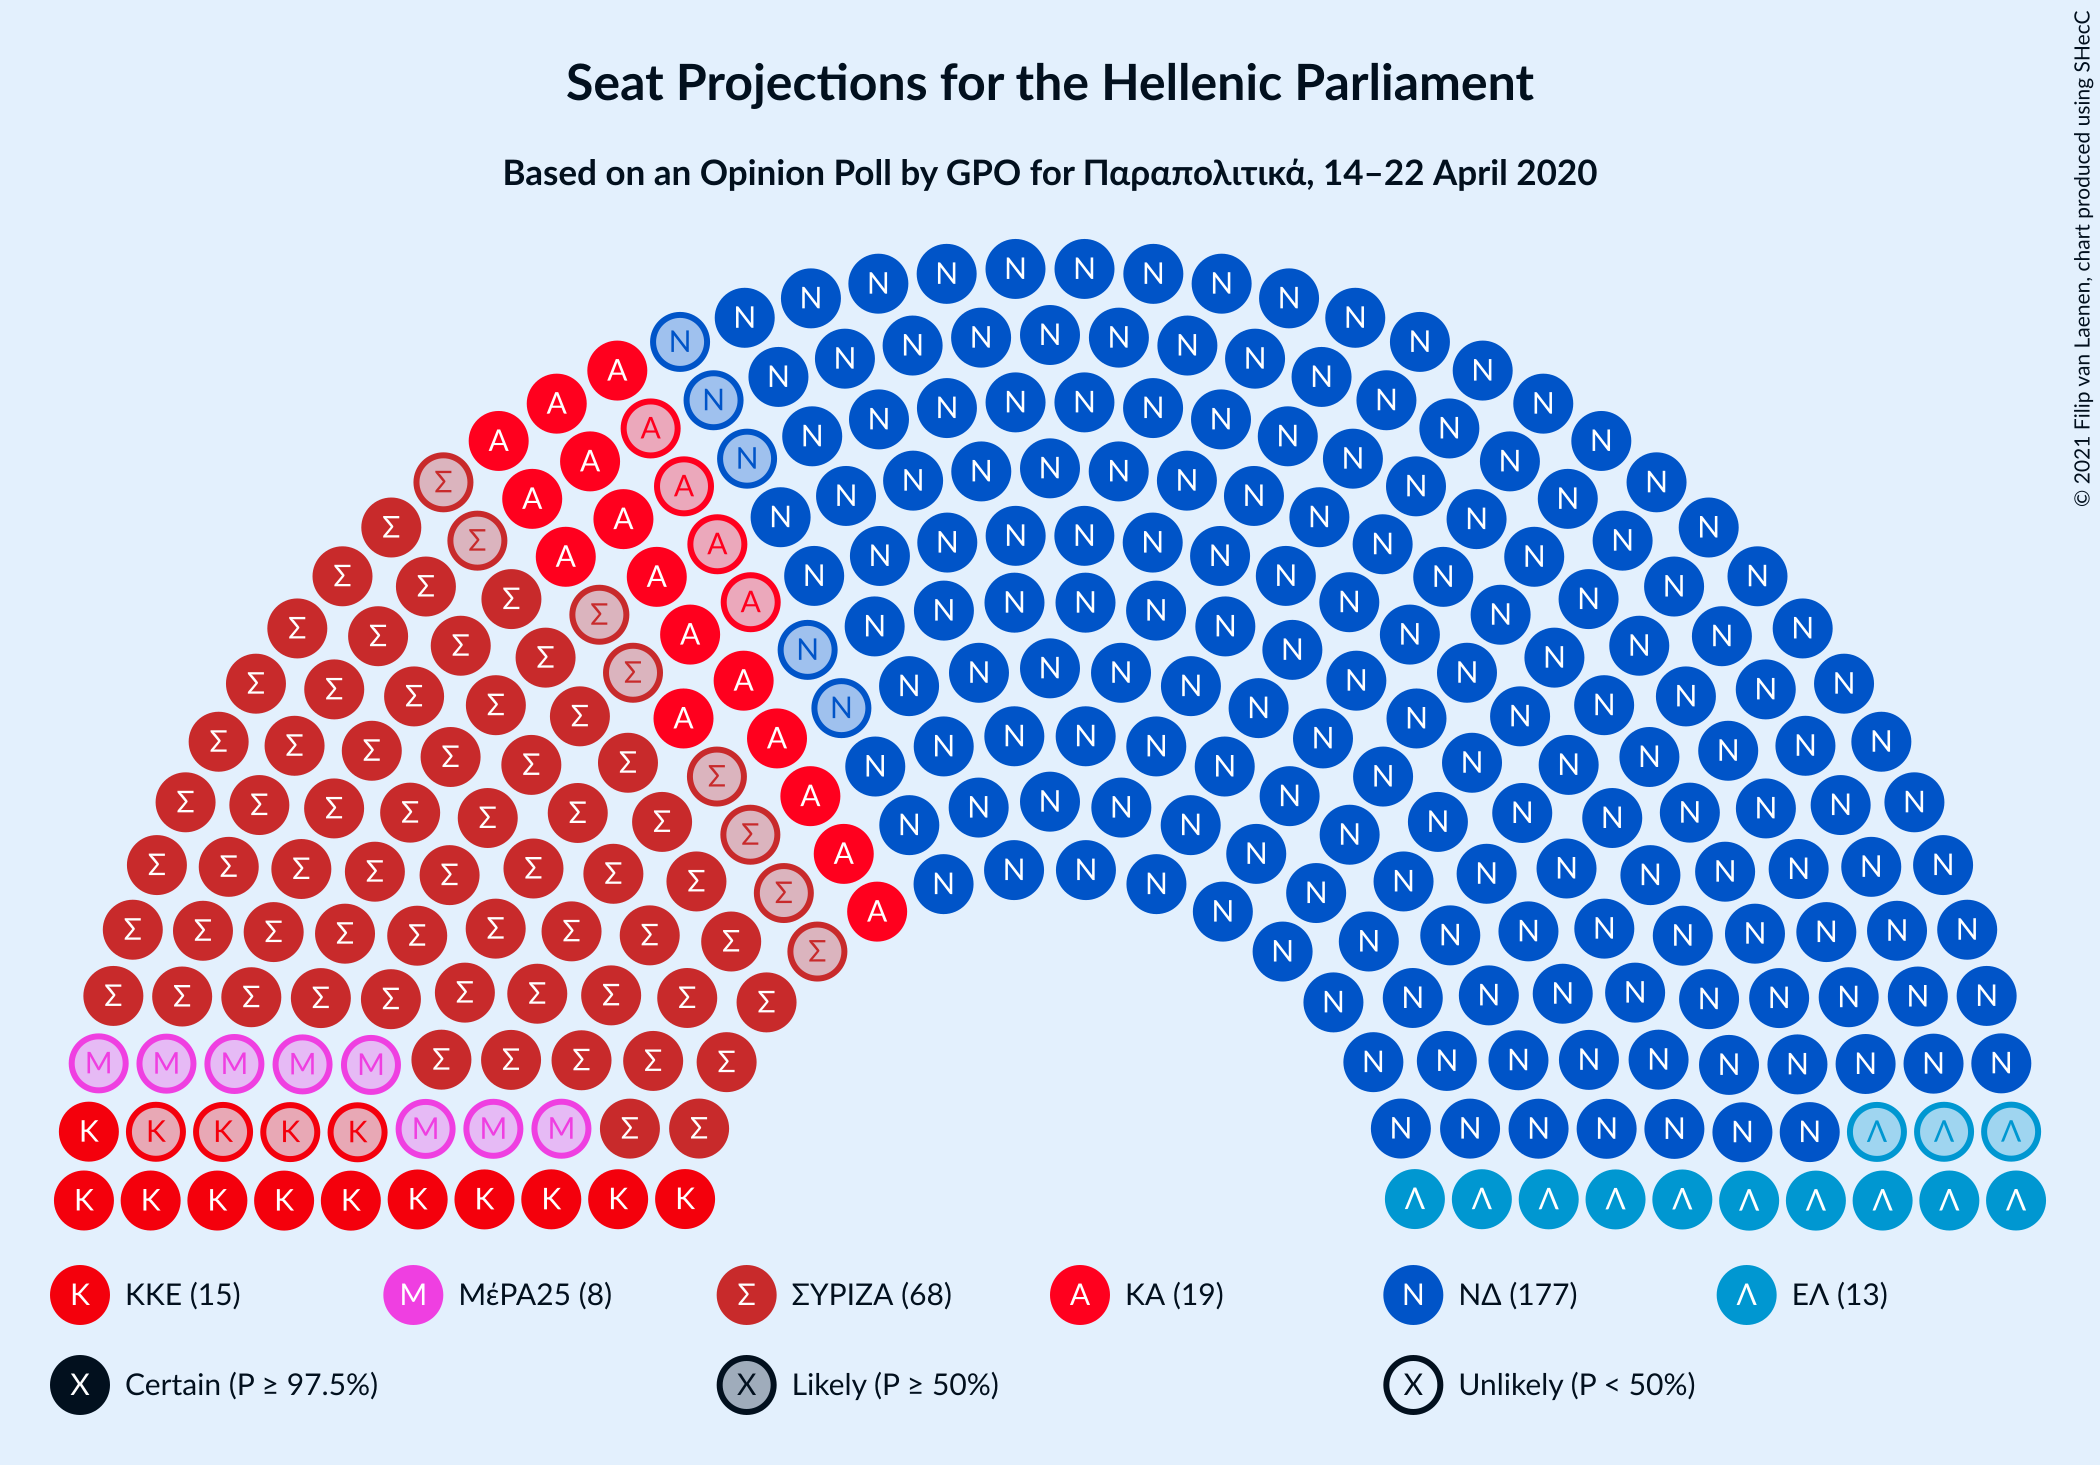 Seat Projections for the Hellenic Parliament
Based on an Opinion Poll by GPO for Παραπολιτικά, 14–22 April 2020
© 2021 Filip van Laenen, chart produced using SHecC
Κ ΚΚΕ (15) Μ ΜέΡΑ25 (8) Σ ΣΥΡΙΖΑ (68) Α ΚΑ (19) Ν ΝΔ (177) Λ ΕΛ (13)
X Certain (P ≥ 97.5%) X Likely (P ≥ 50%) X Unlikely (P < 50%)